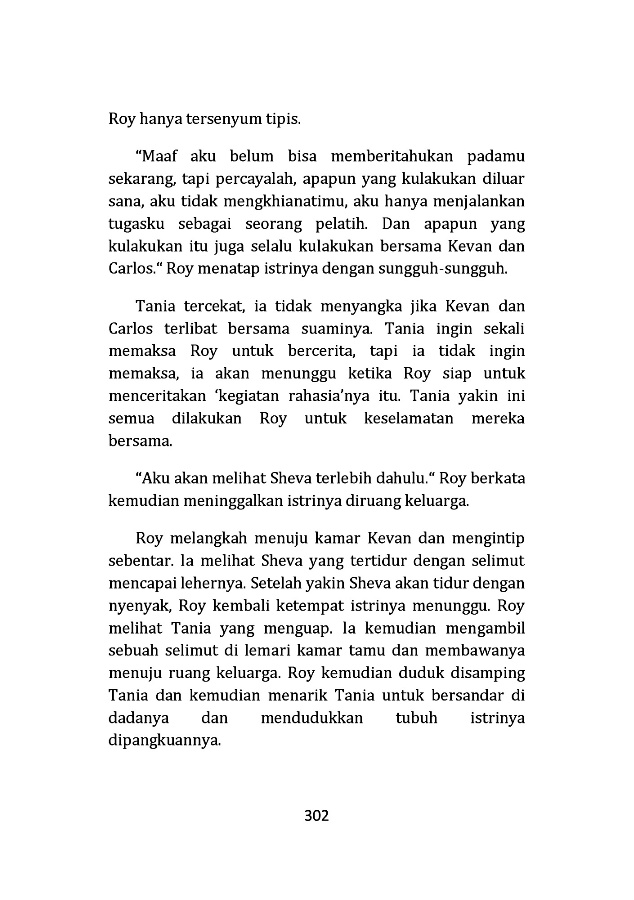 Roy hanya tersenyum tipis.
“Maaf aku belum bisa memberitahukan padamu
sekarang, tapi percayalah, apapun yang kulakukan diluar
sana, aku tidak mengkhianatimu, aku hanya menjalankan
tugasku sebagai seorang pelatih. Dan apapun yang
kulakukan itu juga selalu kulakukan bersama Kevan dan
Carlos.“ Roy menatap istrinya dengan sungguh-sungguh.
Tania tercekat, ia tidak menyangka jika Kevan dan
Carlos terlibat bersama suaminya. Tania ingin sekali
memaksa Roy untuk bercerita, tapi ia tidak ingin
memaksa, ia akan menunggu ketika Roy siap untuk
menceritakan ‘kegiatan rahasia’nya itu. Tania yakin ini
semua dilakukan Roy untuk keselamatan mereka
bersama.
“Aku akan melihat Sheva terlebih dahulu.“ Roy berkata
kemudian meninggalkan istrinya diruang keluarga.
Roy melangkah menuju kamar Kevan dan mengintip
sebentar. Ia melihat Sheva yang tertidur dengan selimut
mencapai lehernya. Setelah yakin Sheva akan tidur dengan
nyenyak, Roy kembali ketempat istrinya menunggu. Roy
melihat Tania yang menguap. Ia kemudian mengambil
sebuah selimut di lemari kamar tamu dan membawanya
menuju ruang keluarga. Roy kemudian duduk disamping
Tania dan kemudian menarik Tania untuk bersandar di
dadanya dan mendudukkan tubuh istrinya
dipangkuannya.
302